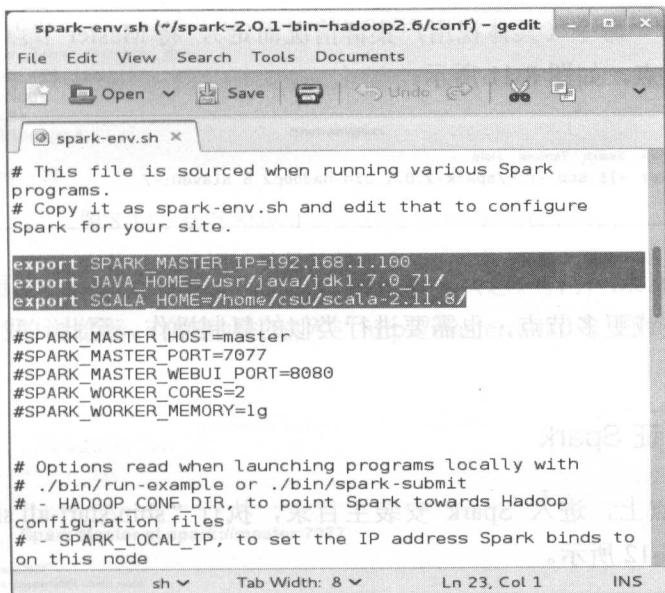 spark-env.sh (~/spark-2.0.1-bin-hadoop2.6/conf) - gedit
File Edit View Search Tools Documents
Open Save Undo
spark-env.sh ×
# This file is sourced when running various Spark
programs.
# Copy it as spark-env.sh and edit that to configure
Spark for your site.
export SPARK_MASTER_IP=192.168.1.100
export JAVA_HOME=/usr/java/jdk1.7.0_71/
export SCALA_HOME=/home/csu/scala-2.11.8/
#SPARK_MASTER_HOST=master
#SPARK_MASTER_PORT=7077
#SPARK_MASTER_WEBUI_PORT=8080
#SPARK_WORKER_CORES=2
#SPARK_WORKER_MEMORY=1g
# Options read when launching programs locally with
# ./bin/run-example or ./bin/spark-submit
# - HADOOP_CONF_DIR, to point Spark towards Hadoop
configuration files
# - SPARK_LOCAL_IP, to set the IP address Spark binds to
on this node
sh Tab Width: 8 Ln 23, Col 1 INS